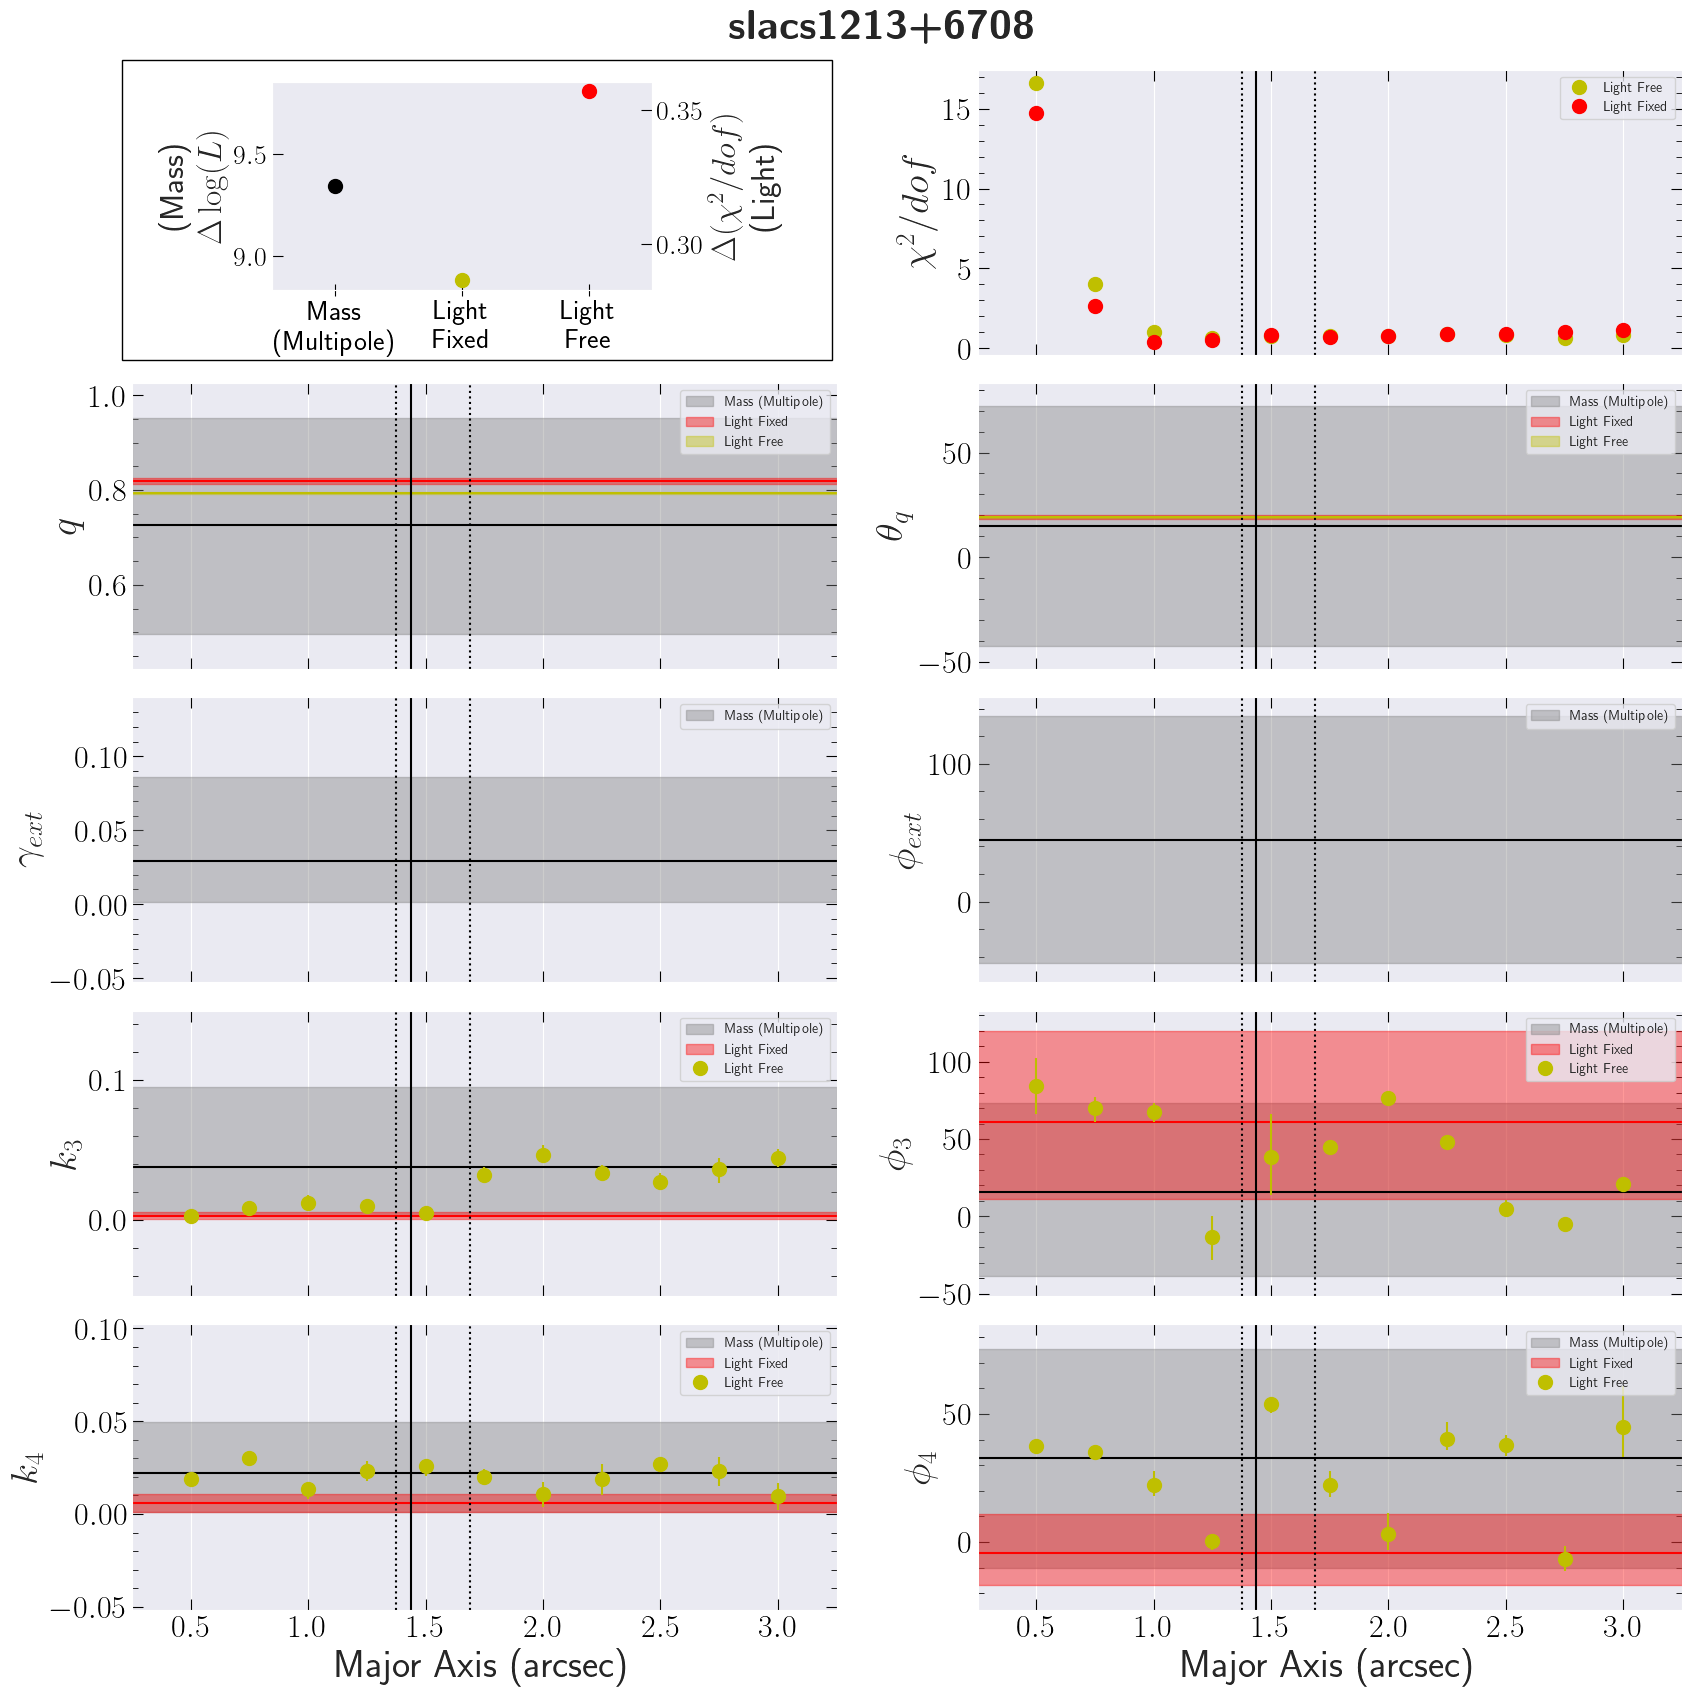 slacs1213+6708
(Mass)
Δ log(L)
9.5
9.0
0.35
0.30
Δ(χ²/dof)
(Light)
Mass
(Multipole)
Light
Fixed
Light
Free
χ²/dof
15
10
5
0
Light Free
Light Fixed
q
1.0
0.8
0.6
Mass (Multipole)
Light Fixed
Light Free
θq
50
0
−50
Mass (Multipole)
Light Fixed
Light Free
γext
0.10
0.05
0.00
−0.05
Mass (Multipole)
ϕext
100
0
Mass (Multipole)
k3
0.1
0.0
Mass (Multipole)
Light Fixed
Light Free
ϕ3
100
50
0
−50
Mass (Multipole)
Light Fixed
Light Free
k4
0.10
0.05
0.00
−0.05
Mass (Multipole)
Light Fixed
Light Free
0.5 1.0 1.5 2.0 2.5 3.0
Major Axis (arcsec)
ϕ4
50
0
Mass (Multipole)
Light Fixed
Light Free
0.5 1.0 1.5 2.0 2.5 3.0
Major Axis (arcsec)